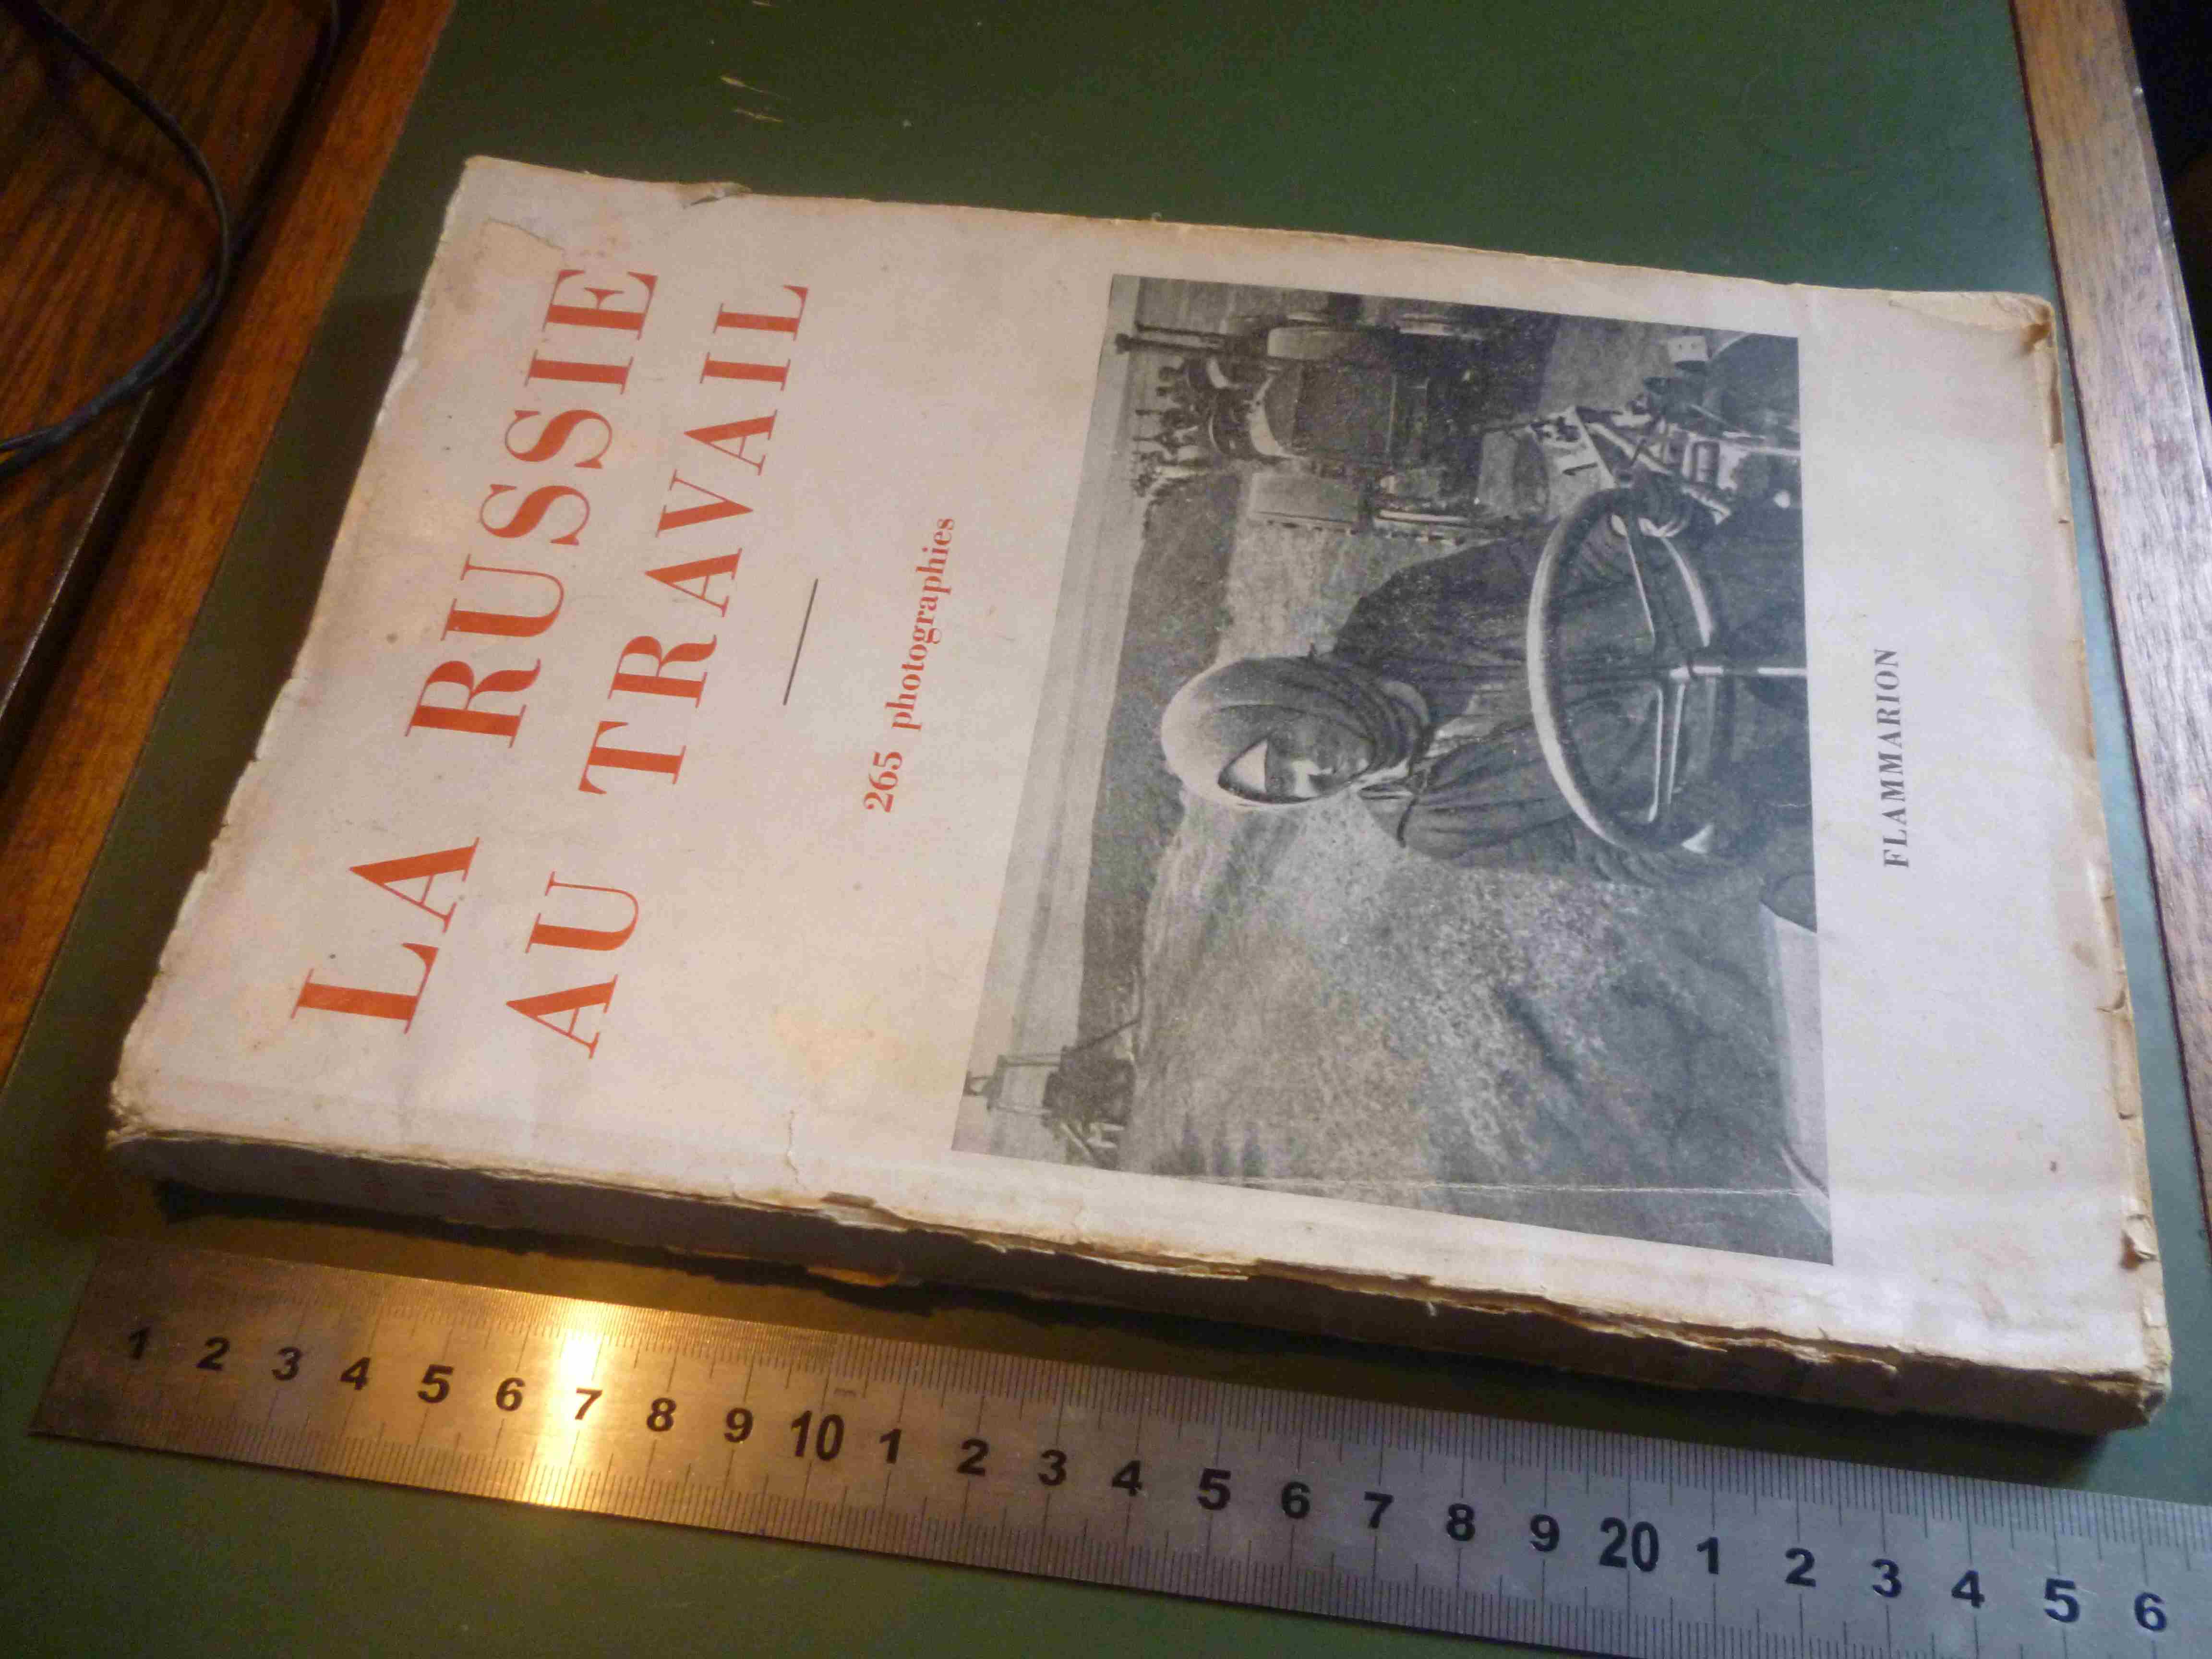 LA RUSSIE
AU TRAVAIL
265 photographies
FLAMMARION
1 2 3 4 5 6 7 8 9 10 1 2 3 4 5 6 7 8 9 20 1 2 3 4 5 6